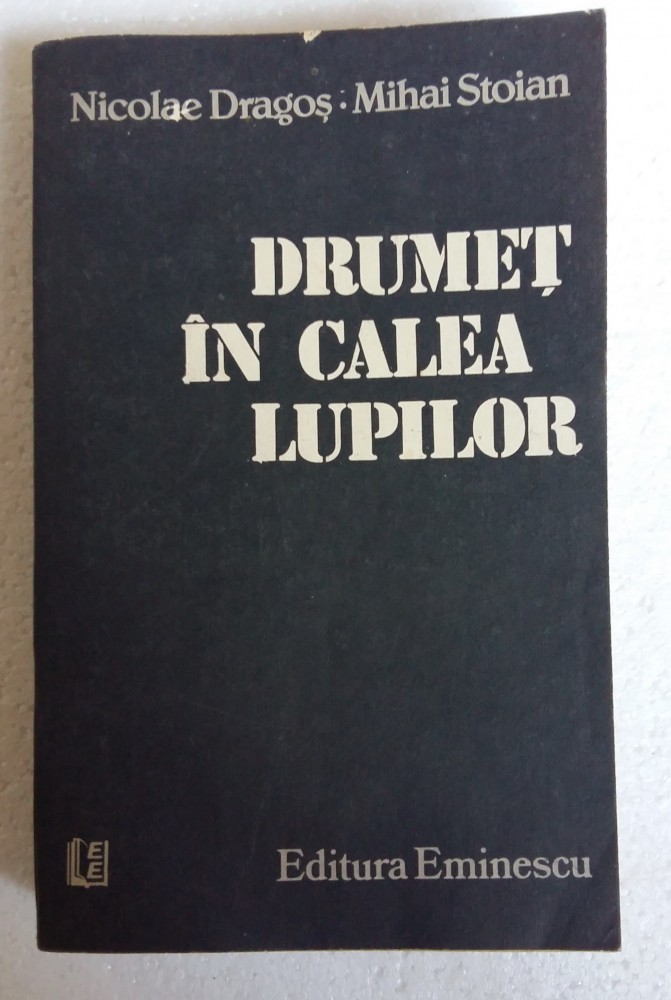 Nicolae Dragoș : Mihai Stoian
DRUMEȚ
ÎN CALEA
LUPILOR
E
E
Editura Eminescu